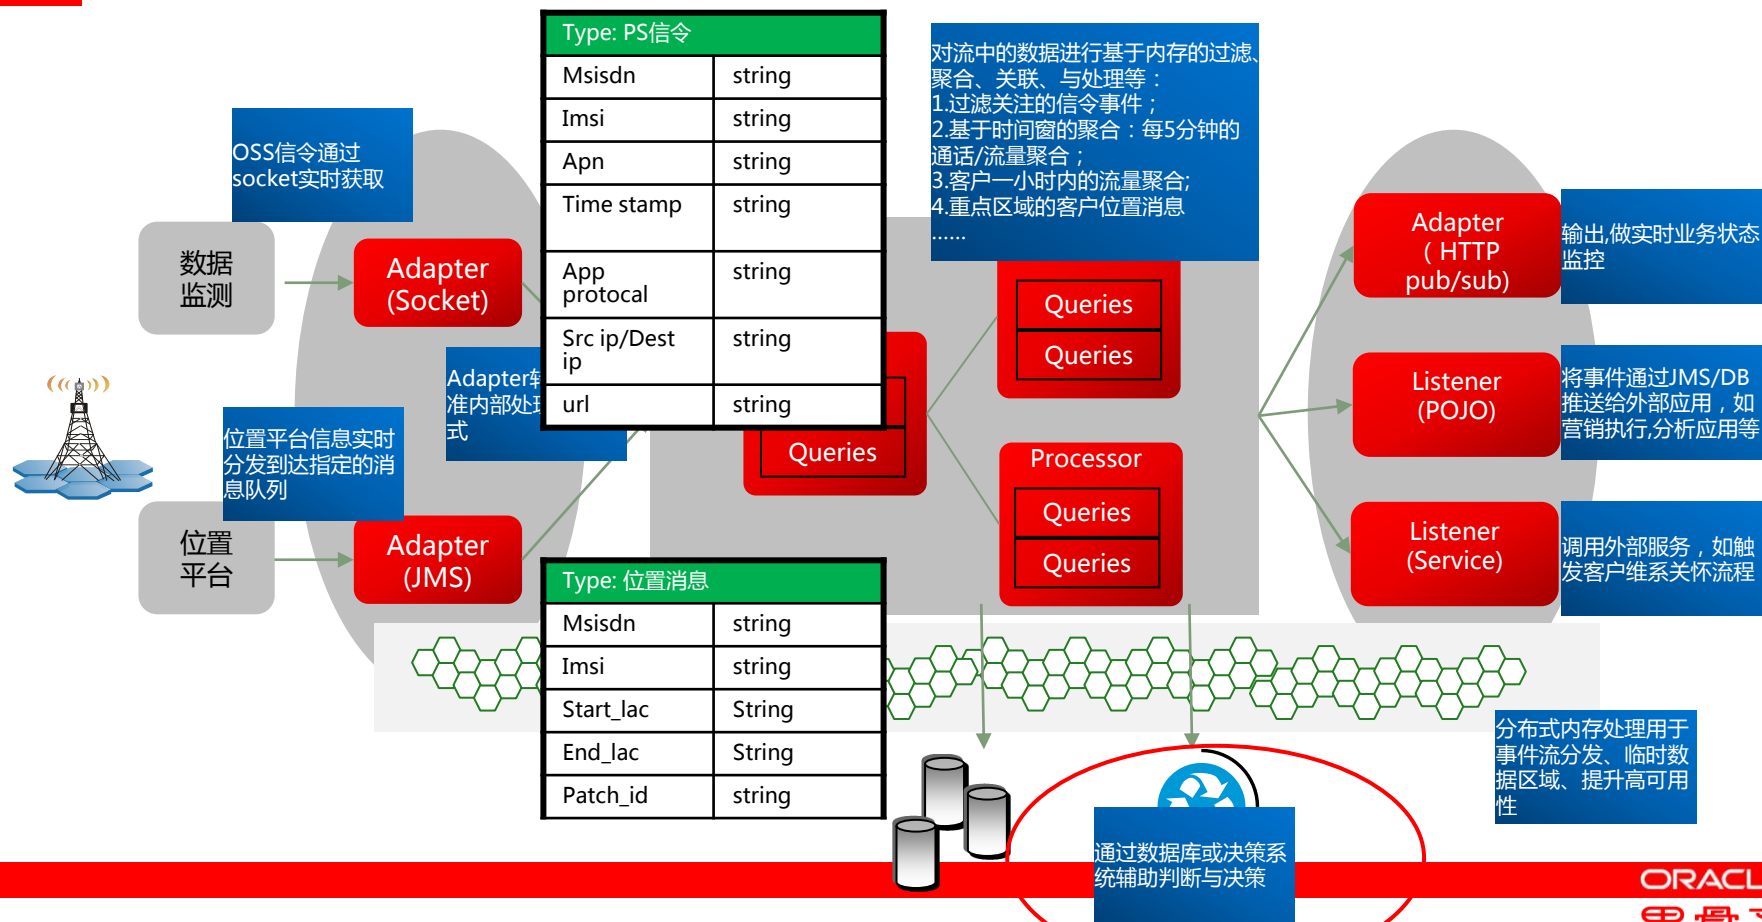 Type: PS信令
Msisdn string
Imsi string
Apn string
Time stamp string
App
protocal
string
Src ip/Dest
ip
string
url string
对流中的数据进行基于内存的过滤、
聚合、关联、与处理等：
1.过滤关注的信令事件；
2.基于时间窗的聚合：每5分钟的
通话/流量聚合；
3.客户一小时内的流量聚合;
4.重点区域的客户位置消息
......
OSS信令通过
socket实时获取
数据
监测
Adapter
(Socket)
Adapter转
准内部处理
式
位置平台信息实时
分发到达指定的消
息队列
位置
平台
Adapter
(JMS)
Queries
Queries
Queries
Processor
Queries
Queries
Adapter
( HTTP
pub/sub)
输出,做实时业务状态
监控
Listener
(POJO)
将事件通过JMS/DB
推送给外部应用，如
营销执行,分析应用等
Listener
(Service)
调用外部服务，如触
发客户维系关怀流程
Type: 位置消息
Msisdn string
Imsi string
Start_lac String
End_lac String
Patch_id string
分布式内存处理用于
事件流分发、临时数
据区域、提升高可用
性
通过数据库或决策系
统辅助判断与决策
ORACL